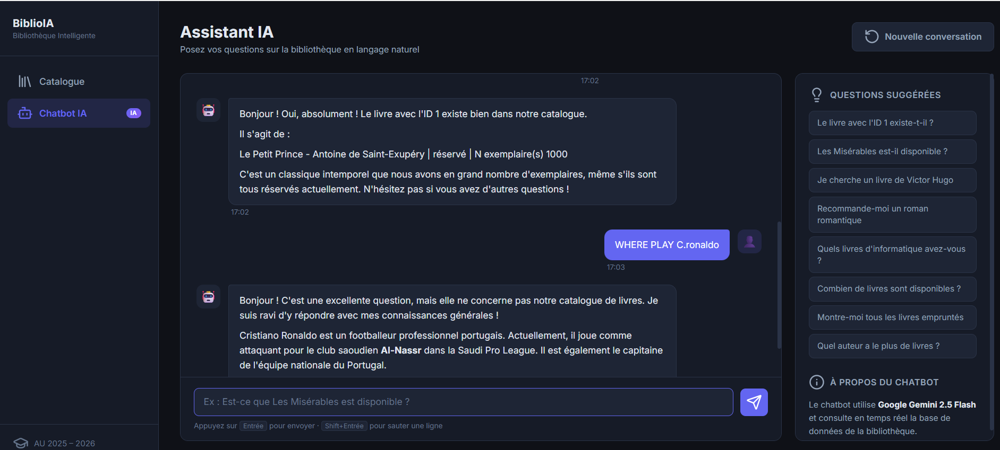 BiblioIA
Bibliothèque Intelligente
Catalogue
Chatbot IA
IA
AU 2025 – 2026
Assistant IA
Posez vos questions sur la bibliothèque en langage naturel
Nouvelle conversation
17:02
Bonjour ! Oui, absolument ! Le livre avec l'ID 1 existe bien dans notre catalogue.
Il s'agit de :
Le Petit Prince - Antoine de Saint-Exupéry | réservé | N exemplaire(s) 1000
C'est un classique intemporel que nous avons en grand nombre d'exemplaires, même s'ils sont
tous réservés actuellement. N'hésitez pas si vous avez d'autres questions !
17:02
WHERE PLAY C.ronaldo
17:03
Bonjour ! C'est une excellente question, mais elle ne concerne pas notre catalogue de livres. Je
suis ravi d'y répondre avec mes connaissances générales !
Cristiano Ronaldo est un footballeur professionnel portugais. Actuellement, il joue comme
attaquant pour le club saoudien Al-Nassr dans la Saudi Pro League. Il est également le capitaine
de l'équipe nationale du Portugal.
Ex : Est-ce que Les Misérables est disponible ?
Appuyez sur Entrée pour envoyer · Shift+Entrée pour sauter une ligne
QUESTIONS SUGGÉRÉES
Le livre avec l'ID 1 existe-t-il ?
Les Misérables est-il disponible ?
Je cherche un livre de Victor Hugo
Recommande-moi un roman
romantique
Quels livres d'informatique avez-vous
?
Combien de livres sont disponibles ?
Montre-moi tous les livres empruntés
Quel auteur a le plus de livres ?
À PROPOS DU CHATBOT
Le chatbot utilise Google Gemini 2.5 Flash
et consulte en temps réel la base de
données de la bibliothèque.